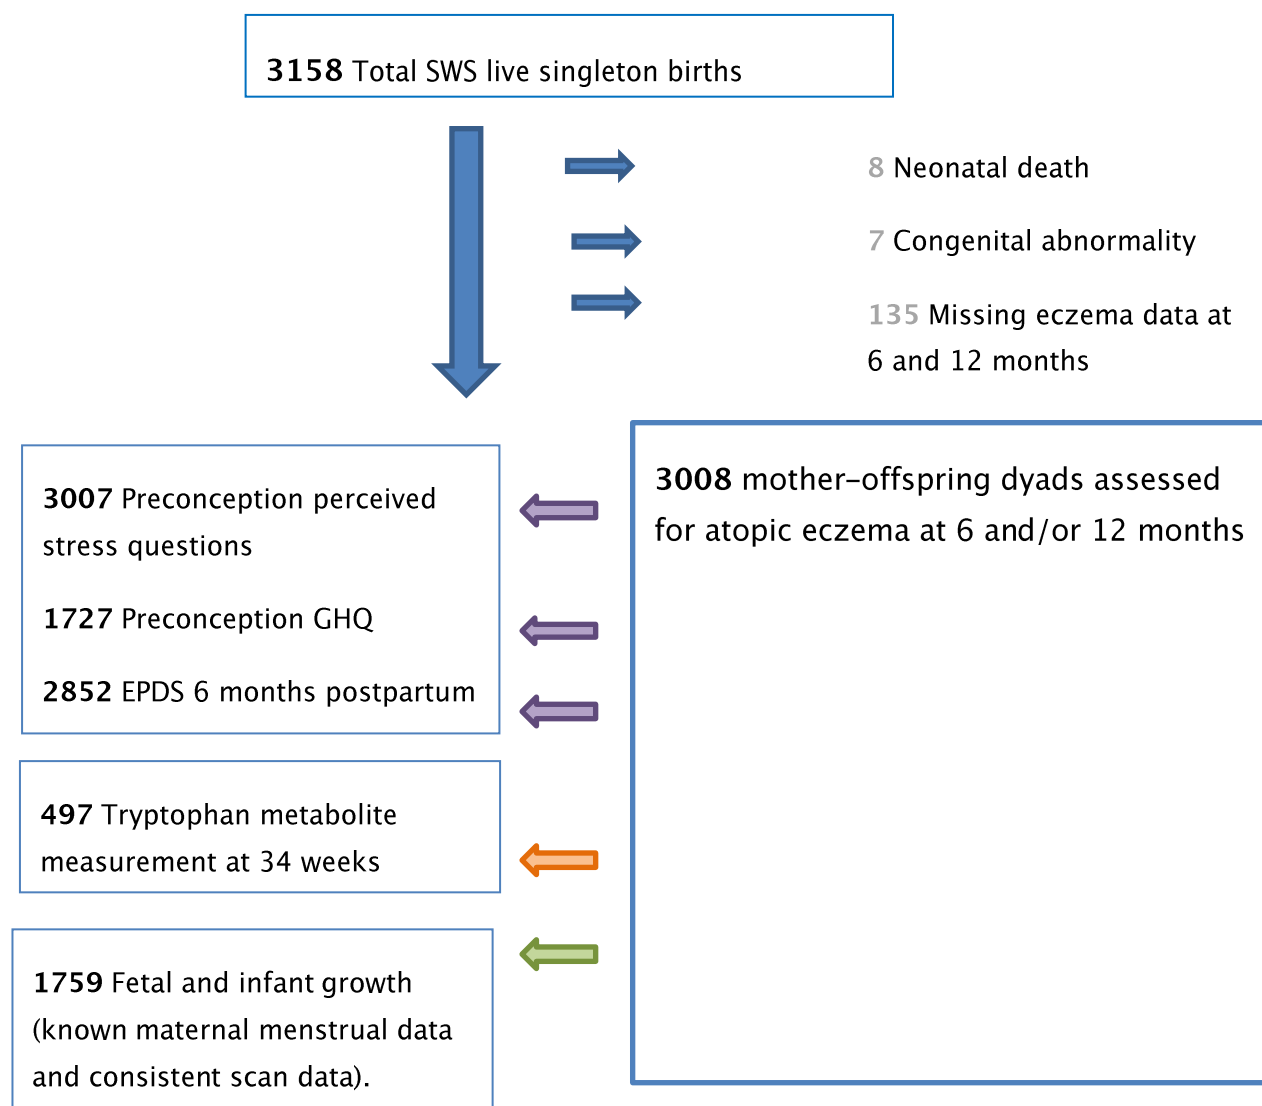 3158 Total SWS live singleton births
8 Neonatal death
7 Congenital abnormality
135 Missing eczema data at
6 and 12 months
3008 mother–offspring dyads assessed
for atopic eczema at 6 and/or 12 months
3007 Preconception perceived
stress questions
1727 Preconception GHQ
2852 EPDS 6 months postpartum
497 Tryptophan metabolite
measurement at 34 weeks
1759 Fetal and infant growth
(known maternal menstrual data
and consistent scan data).